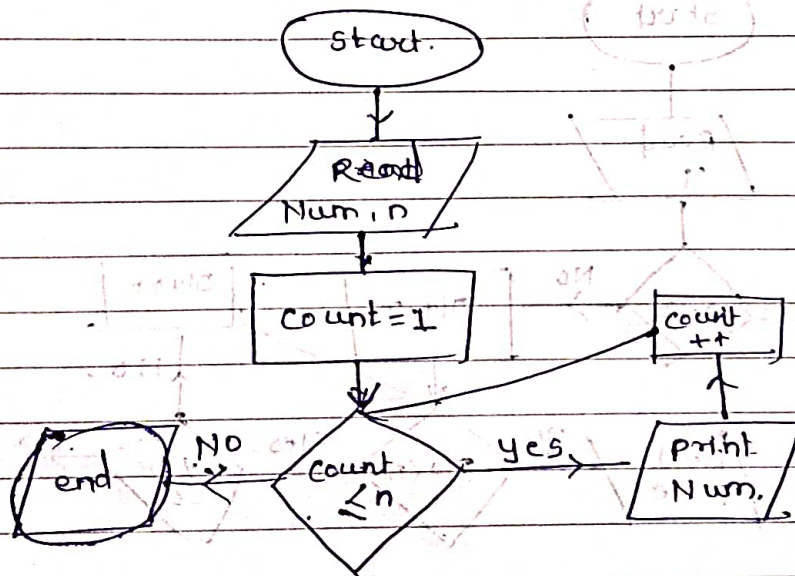 Start.
Read
Num, n
Count = 1
count
++
NO
end
count
≤n
yes
print
Num.